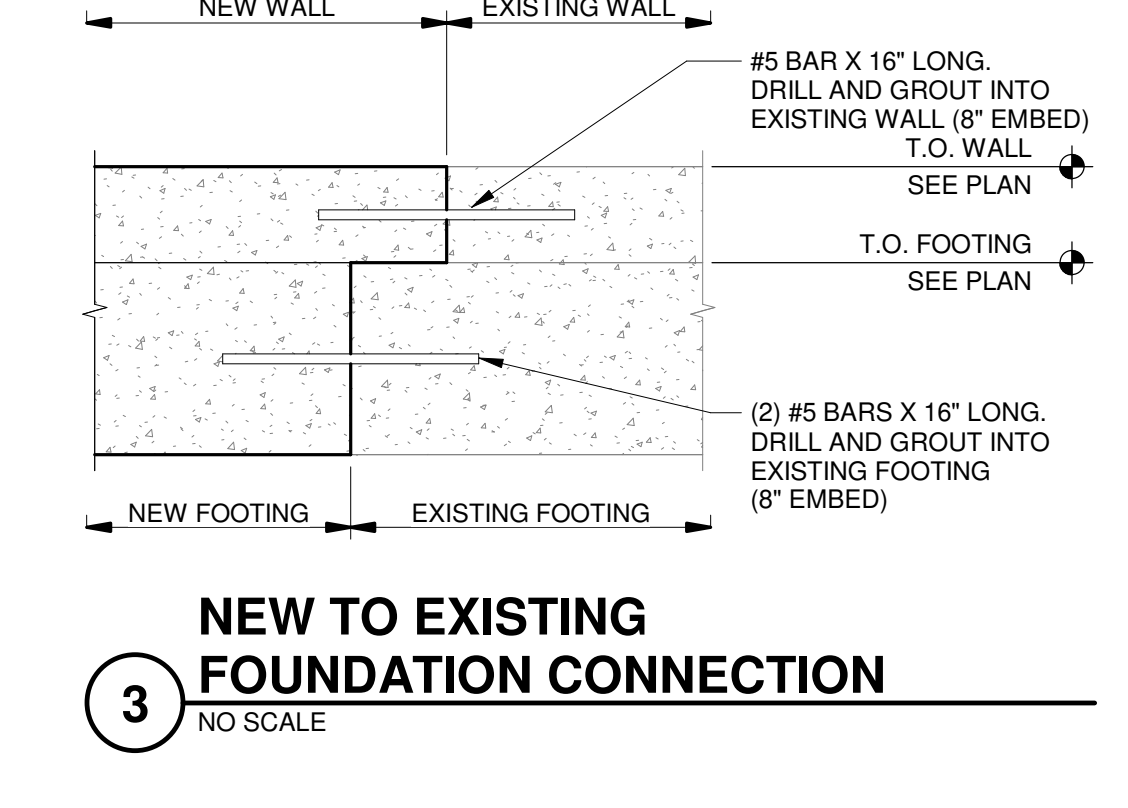 NEW WALL
EXISTING WALL
#5 BAR X 16" LONG.
DRILL AND GROUT INTO
EXISTING WALL (8" EMBED)
T.O. WALL
SEE PLAN
T.O. FOOTING
SEE PLAN
(2) #5 BARS X 16" LONG.
DRILL AND GROUT INTO
EXISTING FOOTING
(8" EMBED)
NEW FOOTING
EXISTING FOOTING
NEW TO EXISTING
FOUNDATION CONNECTION
3
NO SCALE